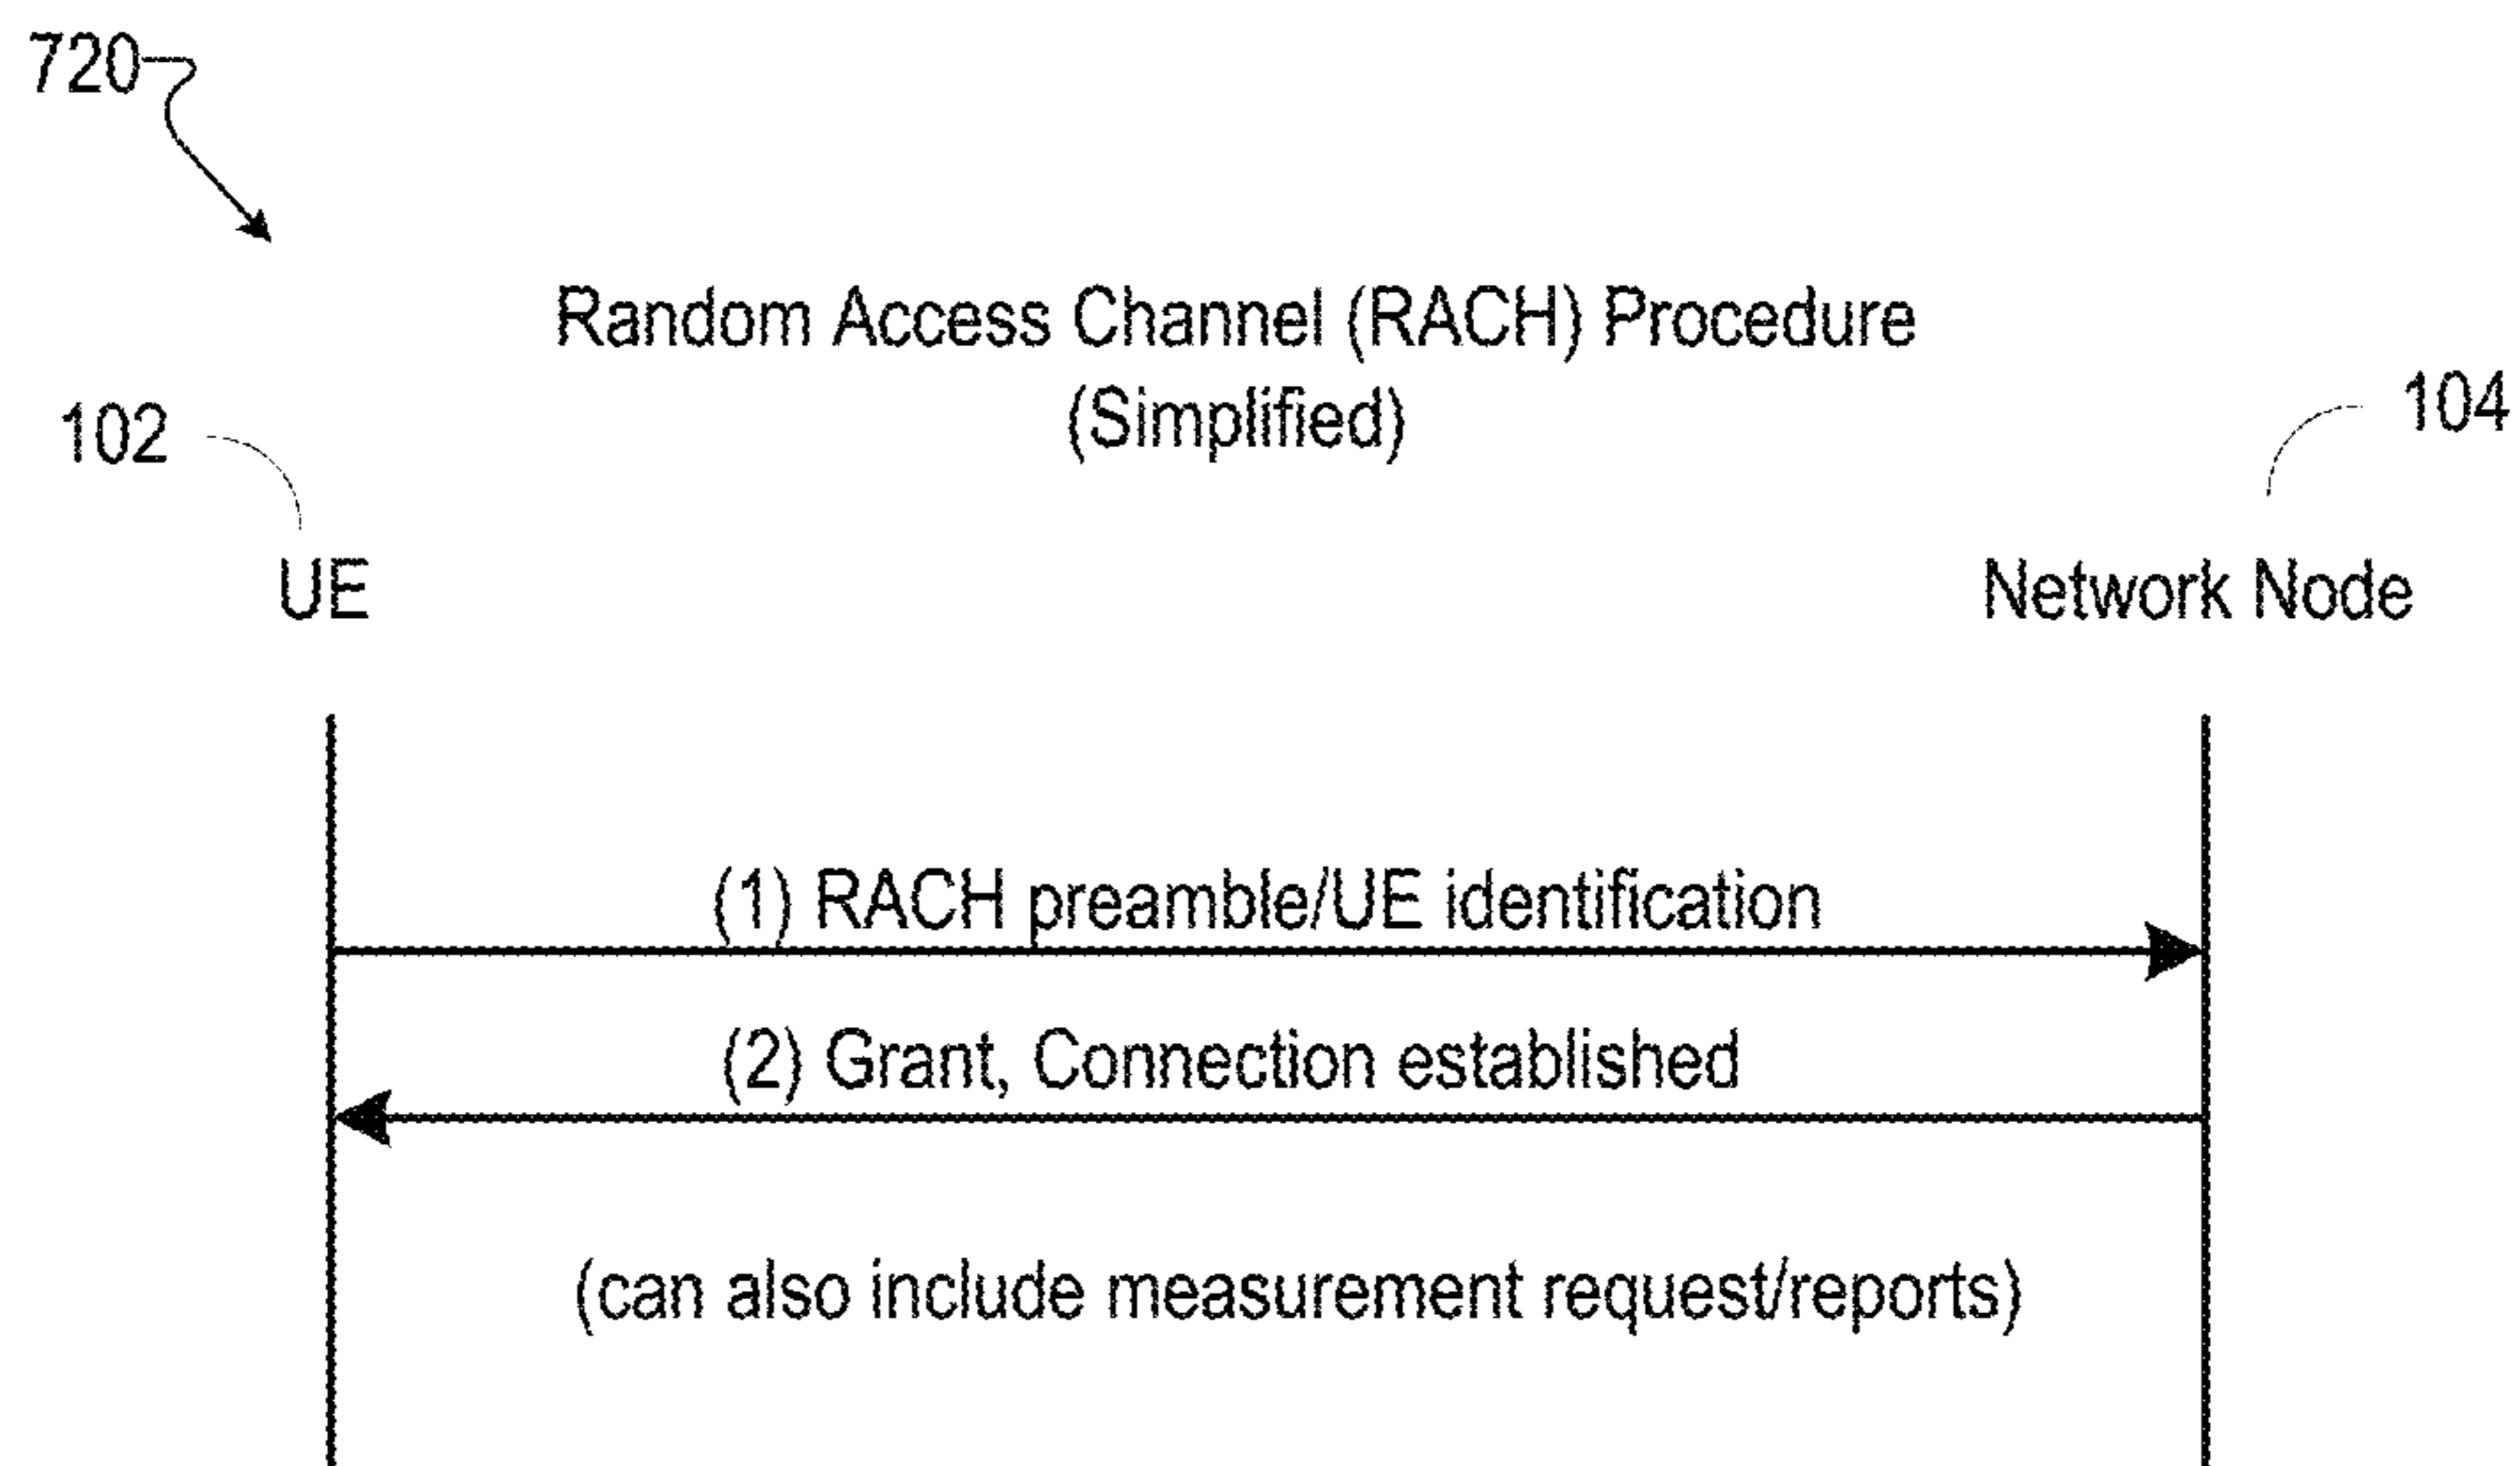 720
Random Access Channel (RACH) Procedure
(Simplified)
102
104
UE
Network Node
(1) RACH preamble/UE identification
(2) Grant, Connection established
(can also include measurement request/reports)